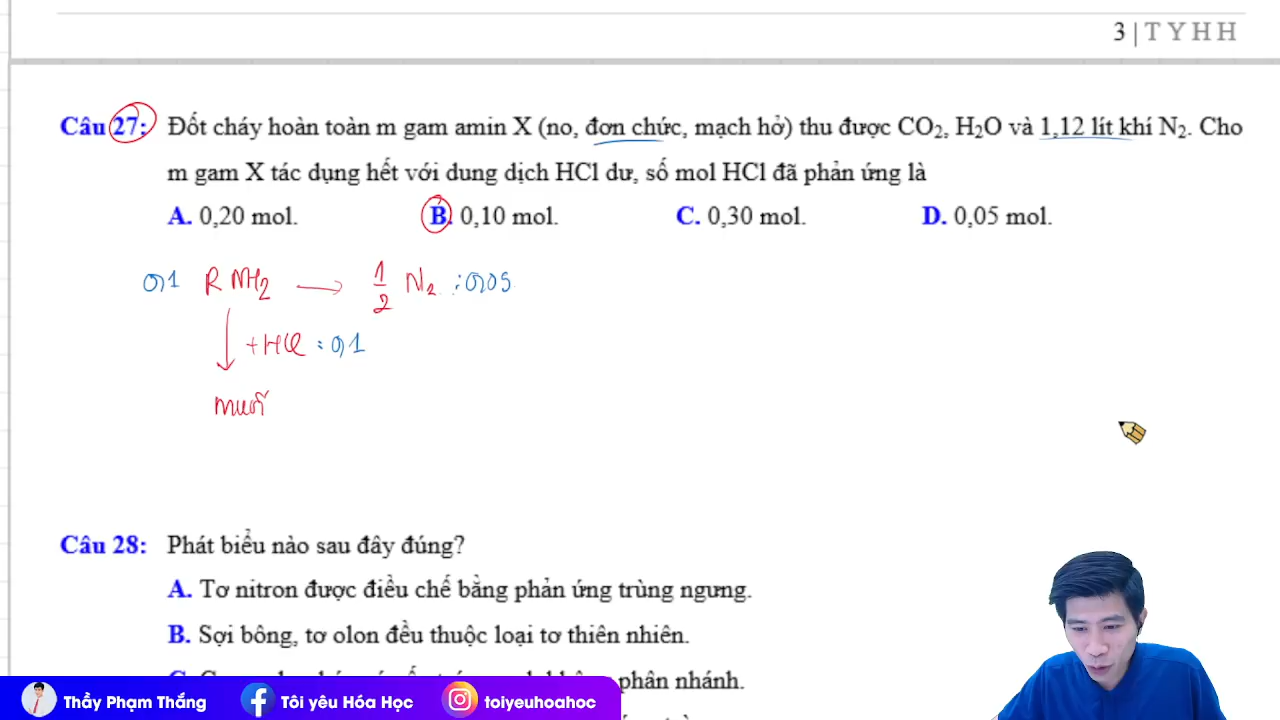 3 | T Y H H
Câu 27: Đốt cháy hoàn toàn m gam amin X (no, đơn chức, mạch hở) thu được CO₂, H₂O và 1,12 lít khí N₂. Cho
m gam X tác dụng hết với dung dịch HCl dư, số mol HCl đã phản ứng là
A. 0,20 mol. B. 0,10 mol. C. 0,30 mol. D. 0,05 mol.
0,1 RNH₂ → 1/2 N₂ : 0,05
↓ +HCl : 0,1
muối
Câu 28: Phát biểu nào sau đây đúng?
A. Tơ nitron được điều chế bằng phản ứng trùng ngưng.
B. Sợi bông, tơ olon đều thuộc loại tơ thiên nhiên.
phân nhánh.
Thầy Phạm Thắng Tôi yêu Hóa Học toiyeuhoahoc